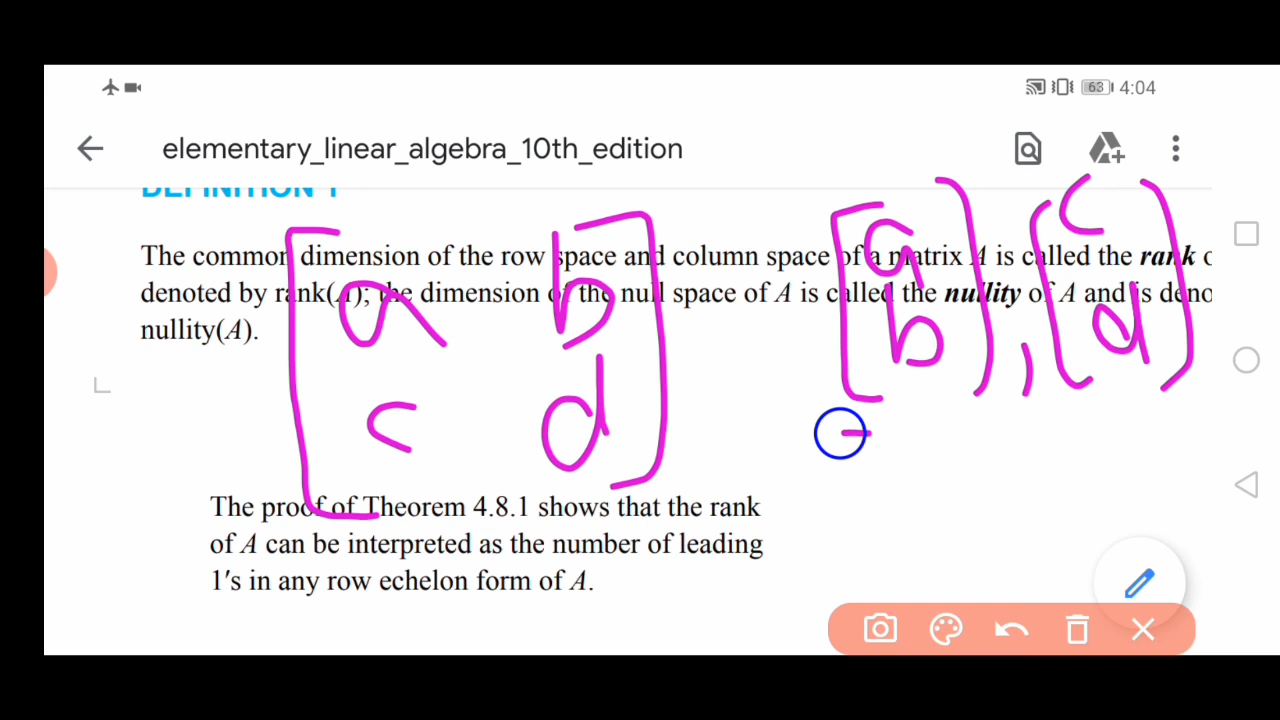 63 4:04
elementary_linear_algebra_10th_edition
DEFINITION 1
The common dimension of the row space and column space of a matrix A is called the rank o
denoted by rank(A); the dimension of the null space of A is called the nullity of A and is deno
nullity(A).
a b
c d
a
b
,
c
d
The proof of Theorem 4.8.1 shows that the rank
of A can be interpreted as the number of leading
1's in any row echelon form of A.